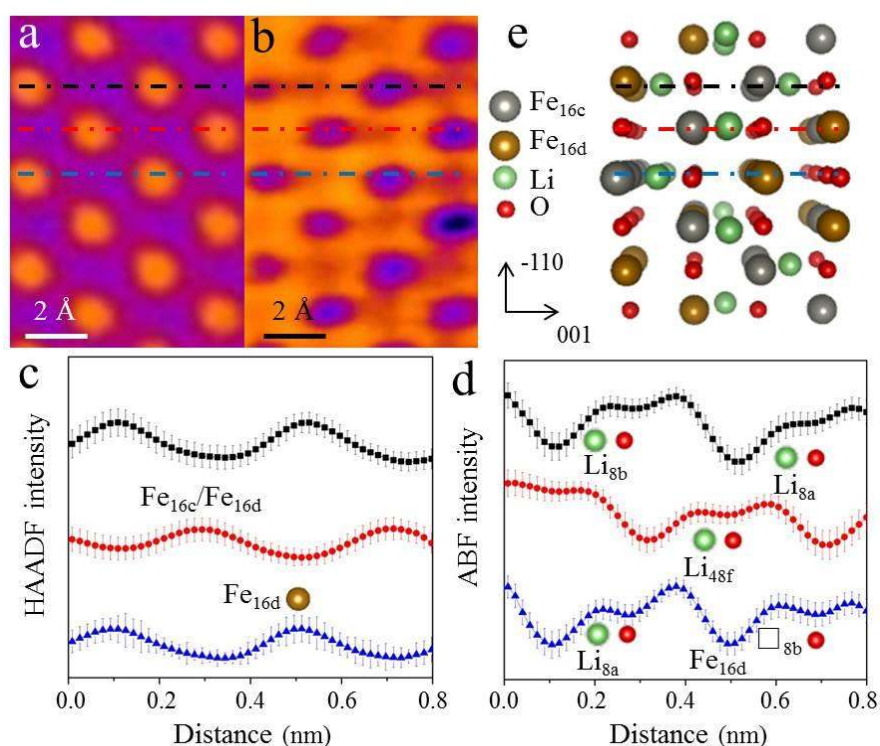 a
b
e
2 Å
2 Å
Fe16c
Fe16d
Li
O
-110
001
c
HAADF intensity
Fe16c/Fe16d
Fe16d
0.0 0.2 0.4 0.6 0.8
Distance (nm)
d
ABF intensity
Li8b
Li8a
Li48f
Li8a
Fe16d
□8b
0.0 0.2 0.4 0.6 0.8
Distance (nm)